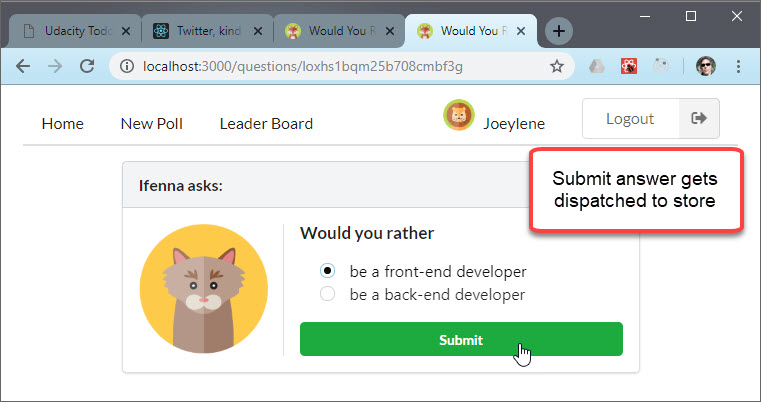 Udacity Todo
Twitter, kind
Would You R
Would You R
localhost:3000/questions/loxhs1bqm25b708cmbf3g
Home
New Poll
Leader Board
Joeylene
Logout
Submit answer gets
dispatched to store
Ifenna asks:
Would you rather
be a front-end developer
be a back-end developer
Submit